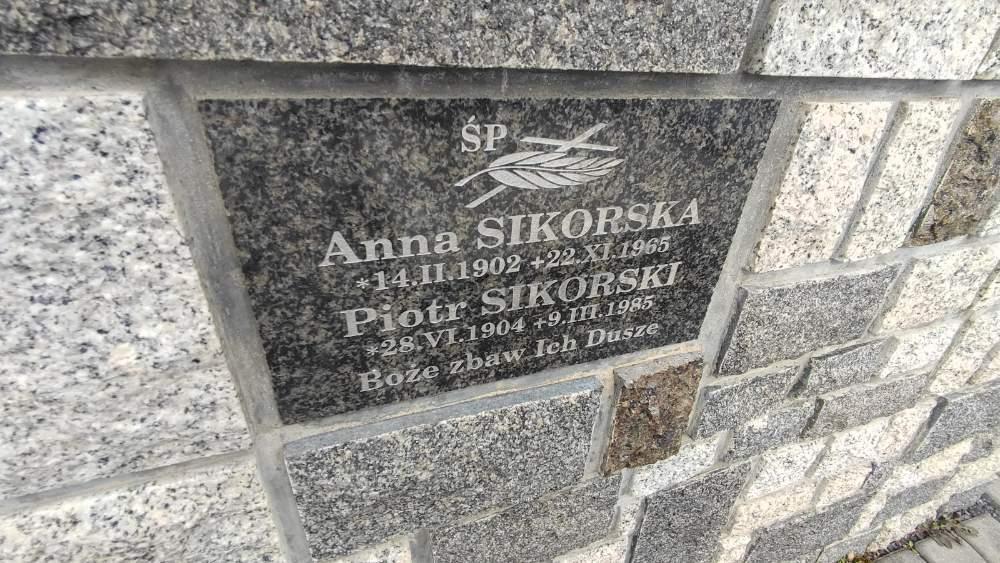 ŚP
Anna SIKORSKA
*14.II.1902 +22.XI.1965
Piotr SIKORSKI
*28.VI.1904 +9.III.1985
Boże zbaw Ich Dusze